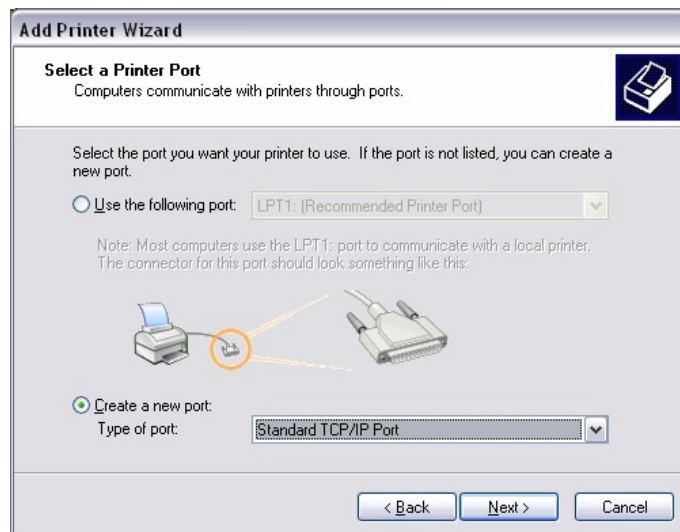 Add Printer Wizard
Select a Printer Port
Computers communicate with printers through ports.
Select the port you want your printer to use. If the port is not listed, you can create a
new port.
Use the following port: LPT1: (Recommended Printer Port)
Note: Most computers use the LPT1: port to communicate with a local printer.
The connector for this port should look something like this:
Create a new port:
Type of port: Standard TCP/IP Port
< Back Next > Cancel